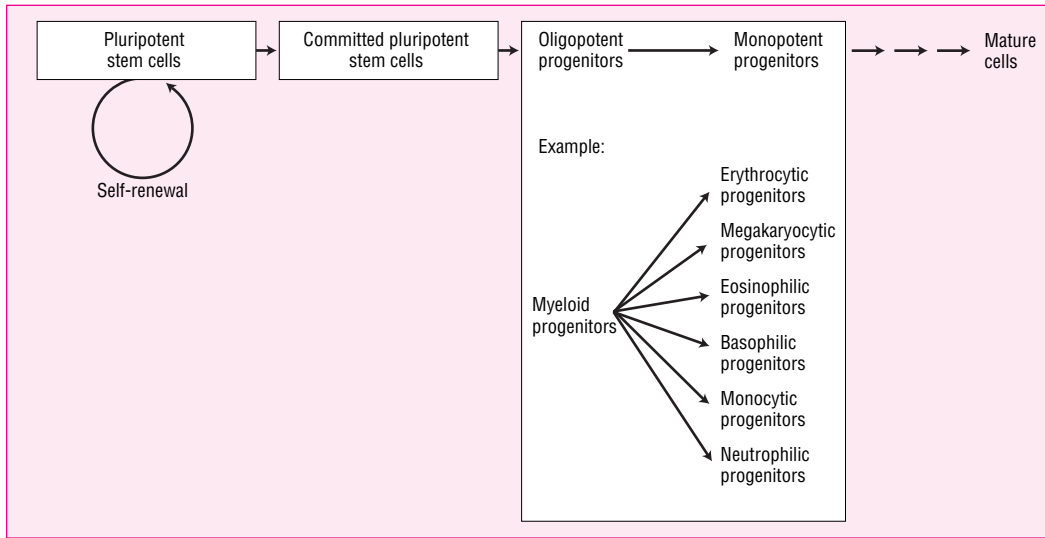 Pluripotent
stem cells
Committed pluripotent
stem cells
Oligopotent
progenitors
Monopotent
progenitors
Mature
cells
Self-renewal
Example:
Myeloid
progenitors
Erythrocytic
progenitors
Megakaryocytic
progenitors
Eosinophilic
progenitors
Basophilic
progenitors
Monocytic
progenitors
Neutrophilic
progenitors